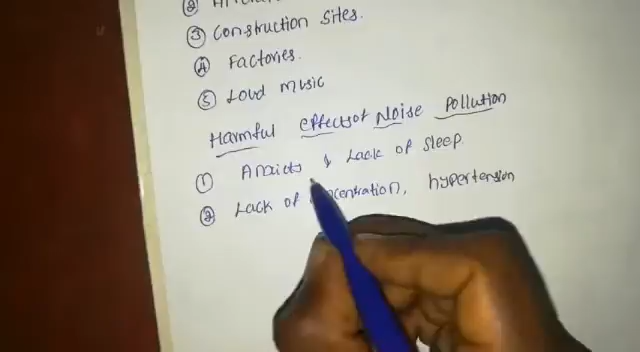 ②
③ Construction Sites.
④ Factories.
⑤ Loud music
Harmful effects of Noise Pollution
① Anxiety & Lack of Sleep.
② Lack of concentration, hypertension